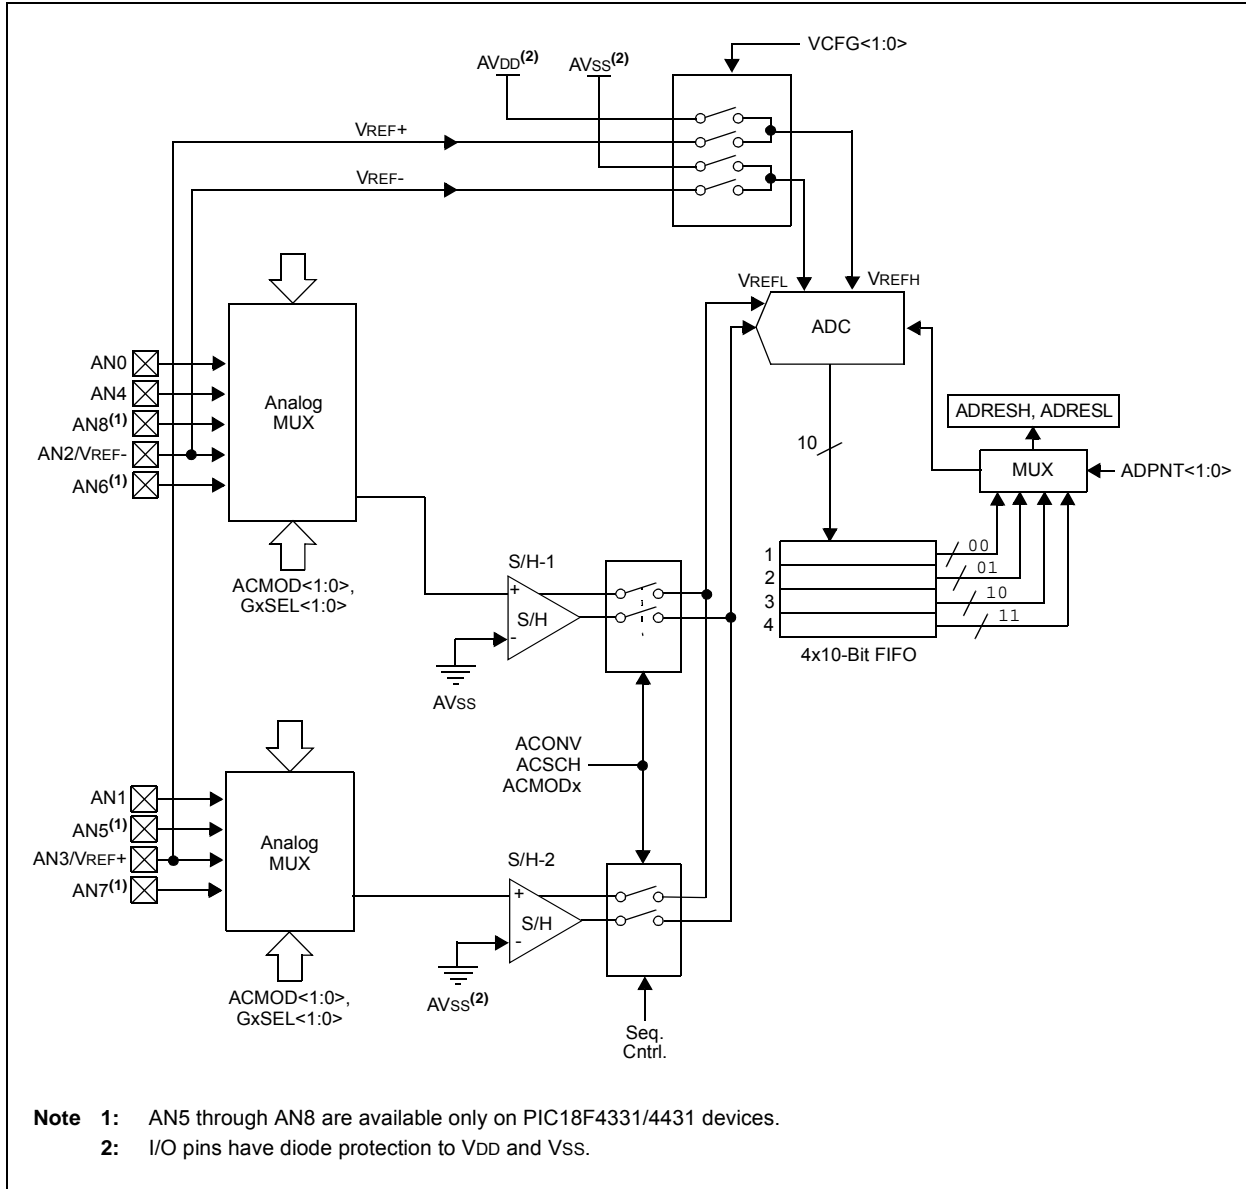 VCFG<1:0>
AVDD(2)
AVSS(2)
VREF+
VREF-
VREFL
VREFH
ADC
AN0
AN4
AN8(1)
AN2/VREF-
AN6(1)
Analog
MUX
ACMOD<1:0>,
GxSEL<1:0>
10
ADRESH, ADRESL
MUX
ADPNT<1:0>
1
2
3
4
00
01
10
11
4x10-Bit FIFO
S/H-1
+
S/H
-
AVSS
ACONV
ACSCH
ACMODx
AN1
AN5(1)
AN3/VREF+
AN7(1)
Analog
MUX
ACMOD<1:0>,
GxSEL<1:0>
S/H-2
+
S/H
-
AVSS(2)
Seq.
Cntrl.
Note 1: AN5 through AN8 are available only on PIC18F4331/4431 devices.
2: I/O pins have diode protection to VDD and VSS.